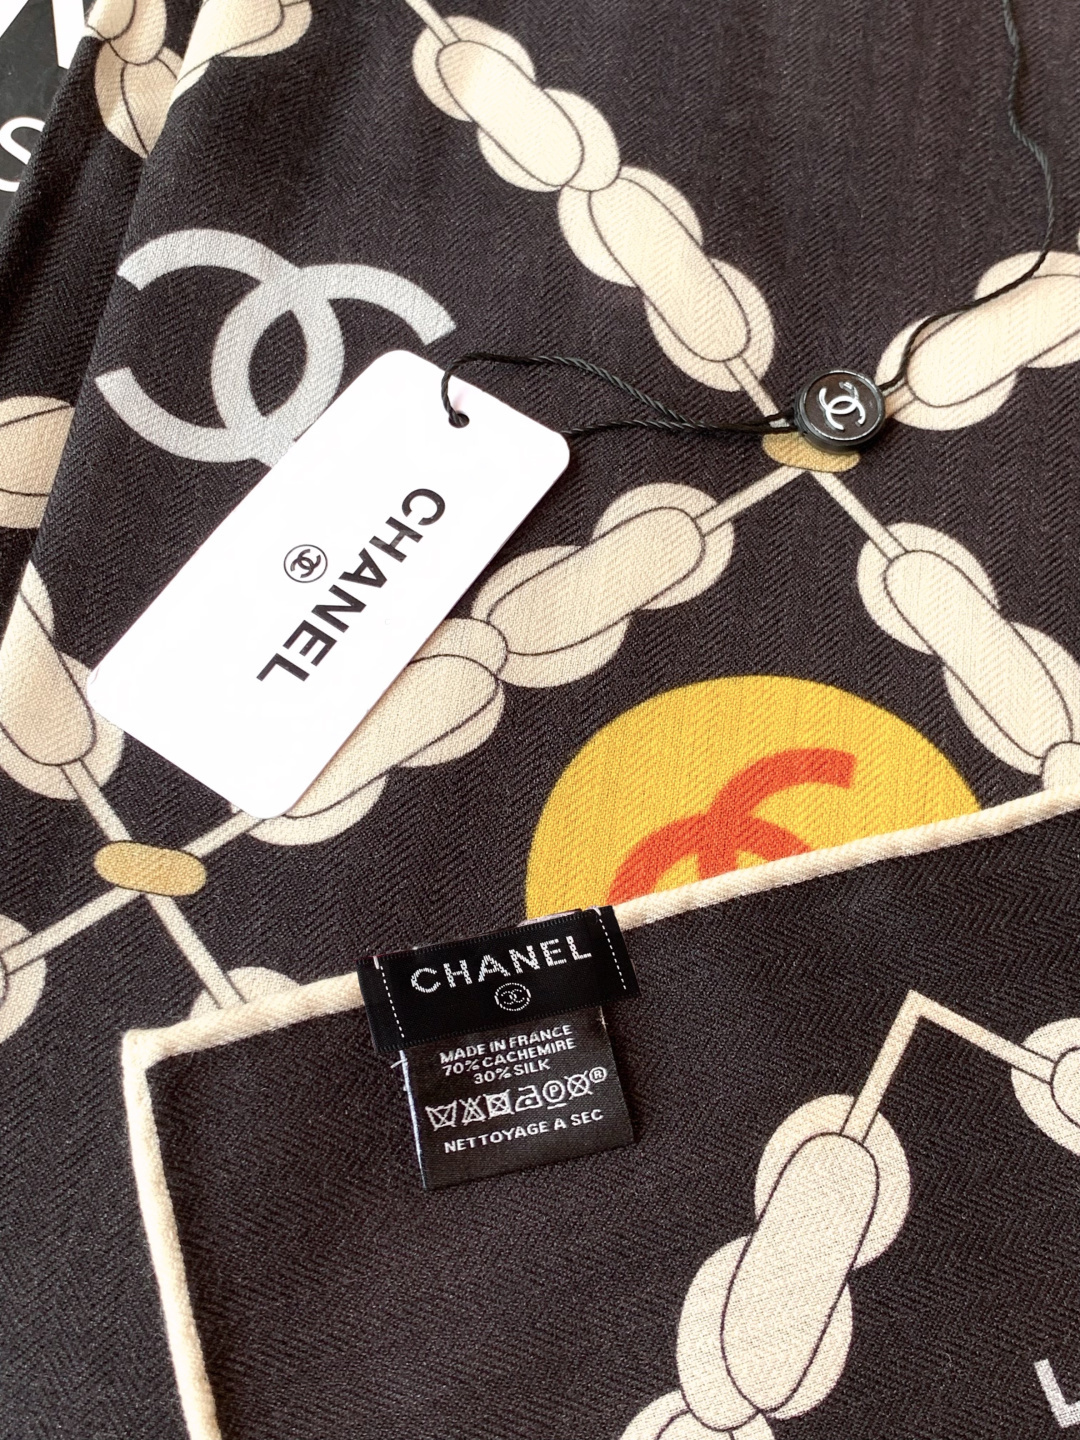 S
CHANEL
CHANEL
MADE IN FRANCE
70% CACHEMIRE
30% SILK
P
®
NETTOYAGE A SEC
L